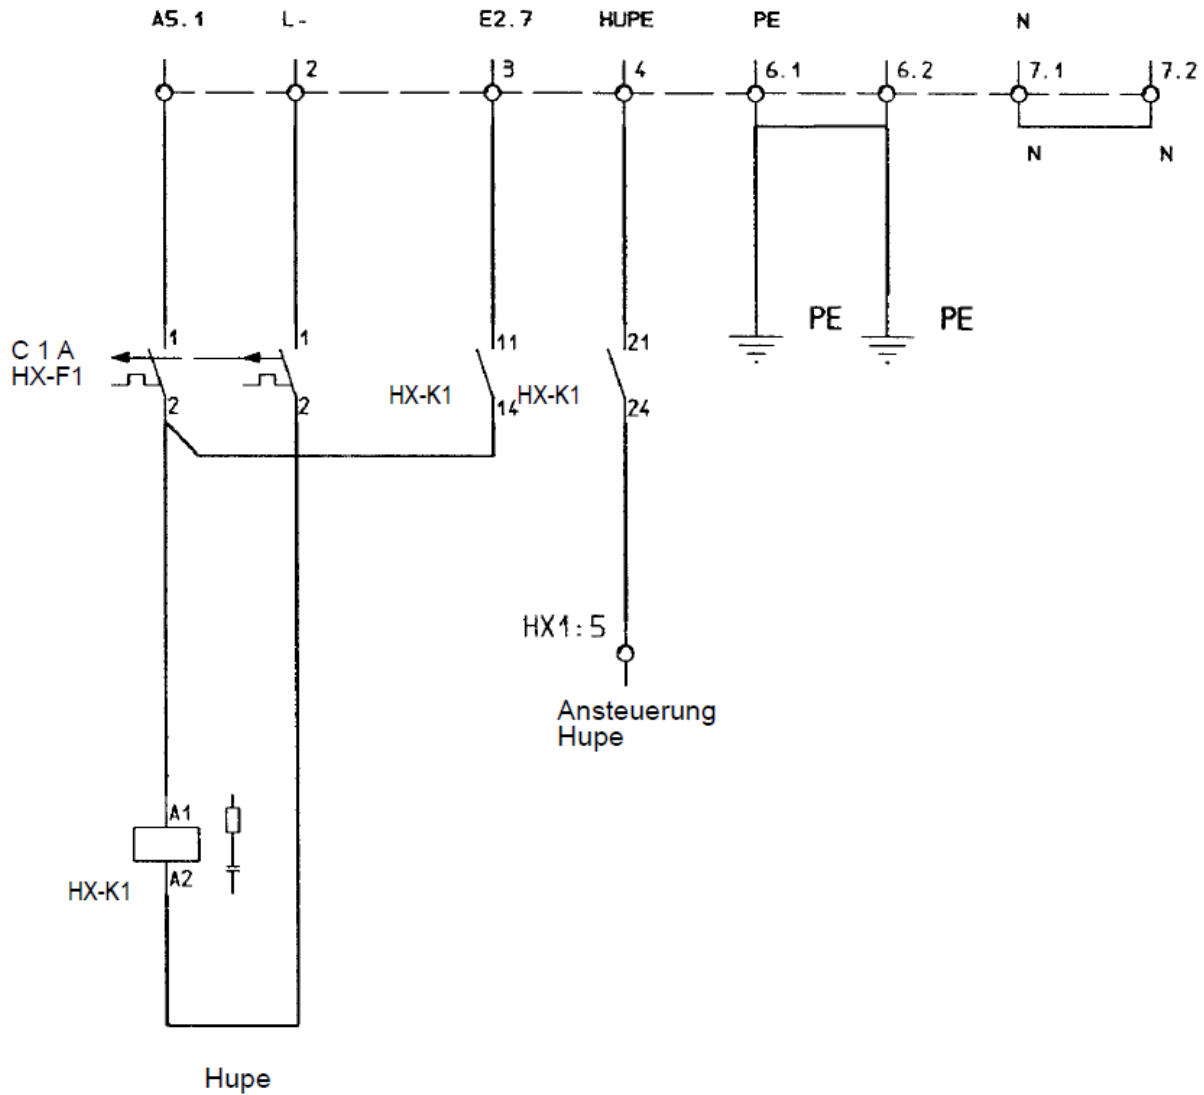 A5.1 L- E2.7 HUPE PE N
2 3 4 6.1 6.2 7.1 7.2
N N
PE PE
1 1 11 21
C 1 A
HX-F1
HX-K1 HX-K1
2 2 14 24
HX1:5
Ansteuerung
Hupe
A1
A2
HX-K1
Hupe